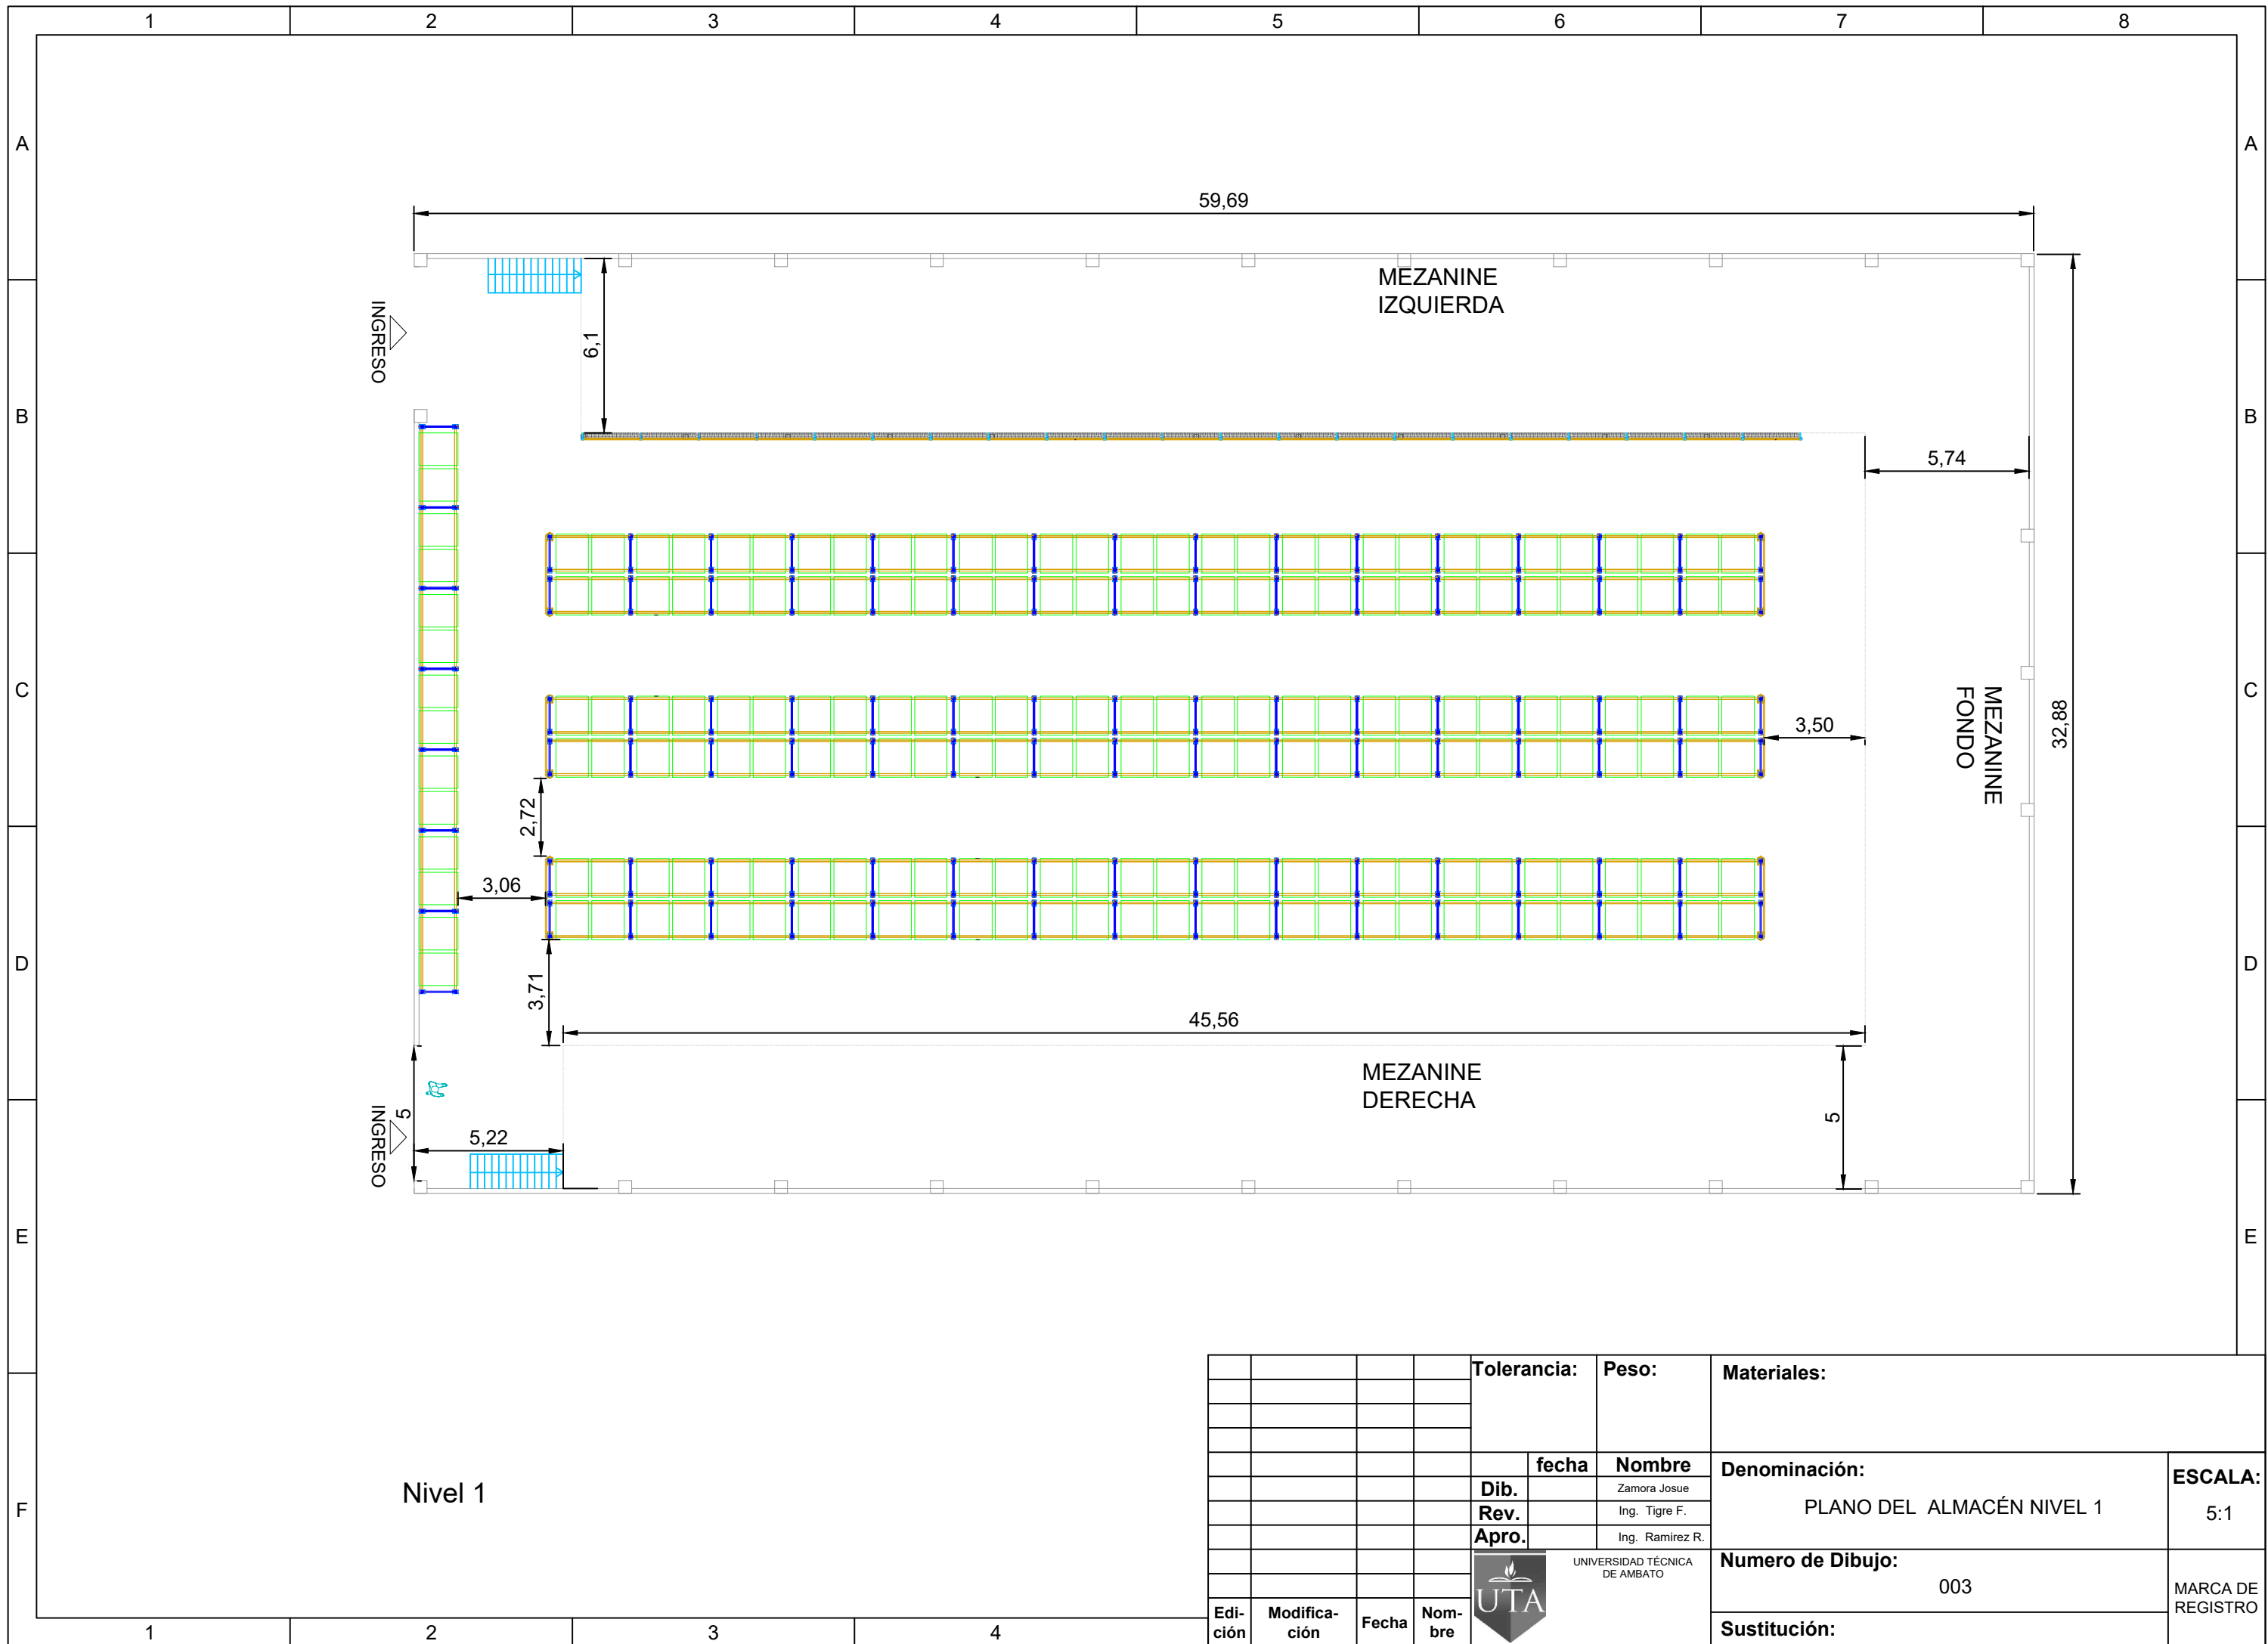 1 2 3 4 5 6 7 8
A A
59,69
MEZANINE
IZQUIERDA
INGRESO
6,1
B B
5,74
C C
MEZANINE
FONDO
32,88
3,50
2,72
3,06
D D
3,71
45,56
MEZANINE
DERECHA
INGRESO
5
5,22
5
E E
Tolerancia: Peso: Materiales:
fecha Nombre
Dib. Zamora Josue
Rev. Ing. Tigre F.
Apro. Ing. Ramirez R.
Denominación:
PLANO DEL ALMACÉN NIVEL 1
ESCALA:
5:1
Nivel 1
F F
UTA
UNIVERSIDAD TÉCNICA
DE AMBATO
Numero de Dibujo:
003
MARCA DE
REGISTRO
Edi-
ción
Modifica-
ción
Fecha
Nom-
bre
Sustitución:
1 2 3 4